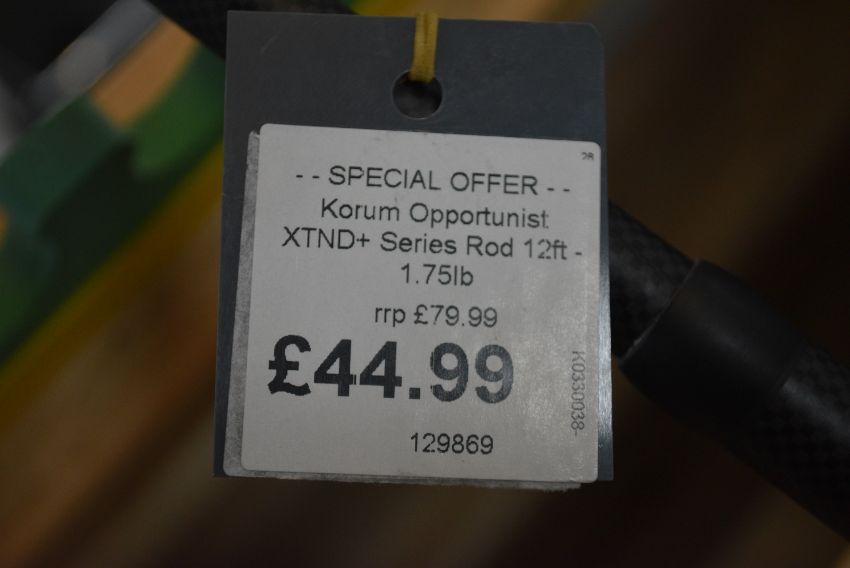 28
- - SPECIAL OFFER - -
Korum Opportunist
XTND+ Series Rod 12ft -
1.75lb
rrp £79.99
£44.99
K0330038-
129869